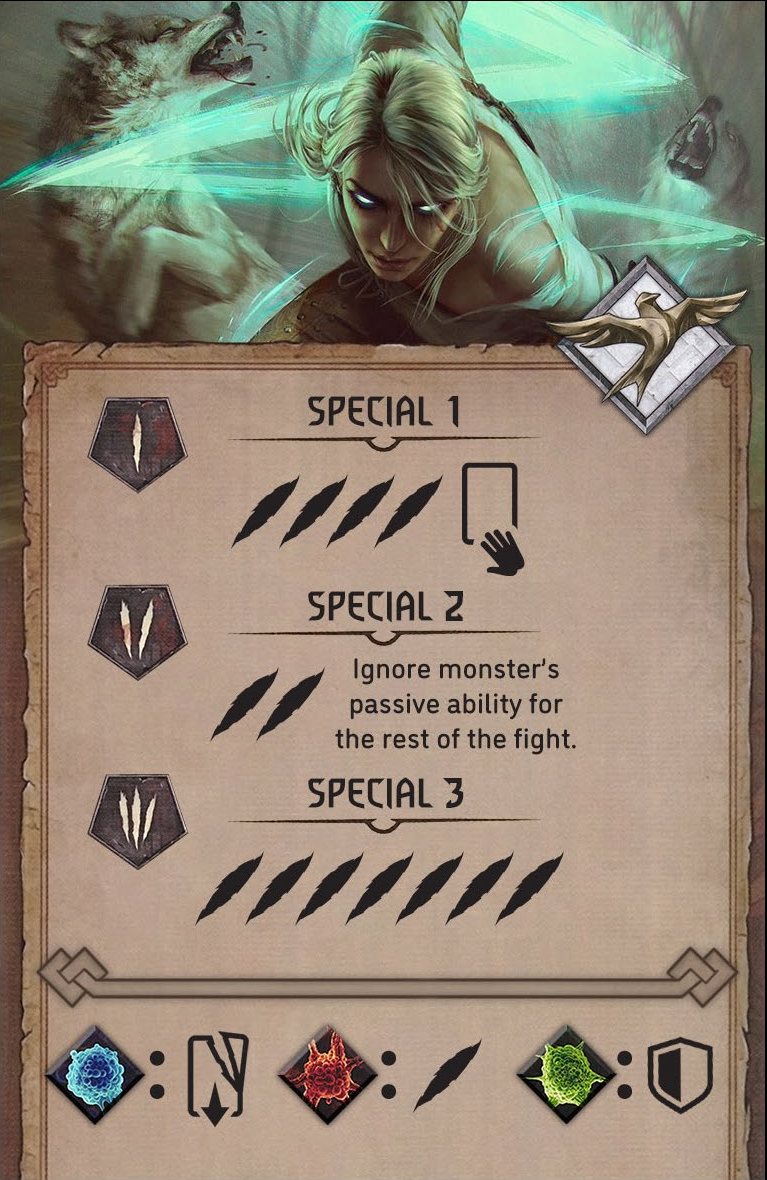 SPECIAL 1
SPECIAL 2
Ignore monster's
passive ability for
the rest of the fight.
SPECIAL 3
:
:
: